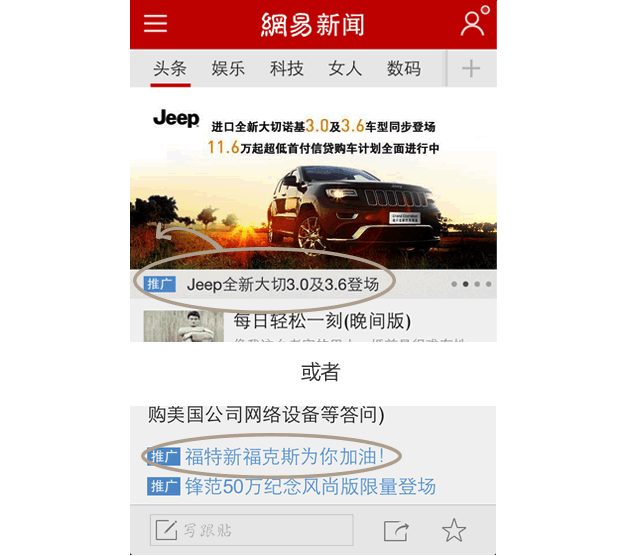 網易新闻
头条 娱乐 科技 女人 数码
Jeep
进口全新大切诺基3.0及3.6车型同步登场
11.6万起超低首付信贷购车计划全面进行中
推广 Jeep全新大切3.0及3.6登场
每日轻松一刻(晚间版)
或者
购美国公司网络设备等答问)
推广 福特新福克斯为你加油!
推广 锋范50万纪念风尚版限量登场
写跟贴